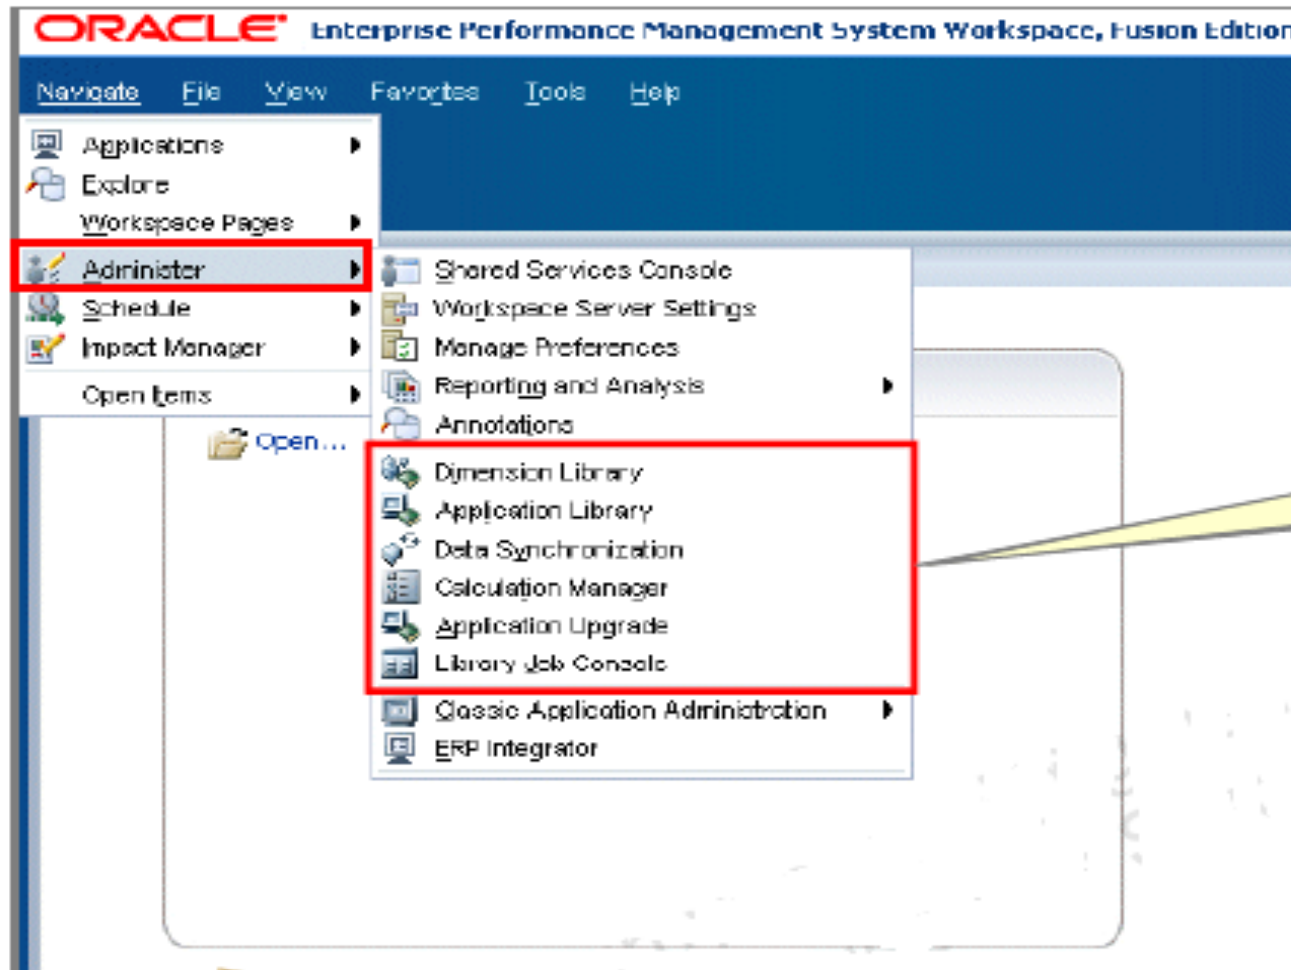 ORACLE Enterprise Performance Management System Workspace, Fusion Edition
Navigate File View Favorites Tools Help
Applications
Explore
Workspace Pages
Administer
Schedule
Impact Manager
Open Items
Shared Services Console
Workspace Server Settings
Manage Preferences
Reporting and Analysis
Annotations
Dimension Library
Application Library
Data Synchronization
Calculation Manager
Application Upgrade
Library Job Console
Classic Application Administration
ERP Integrator
Open...